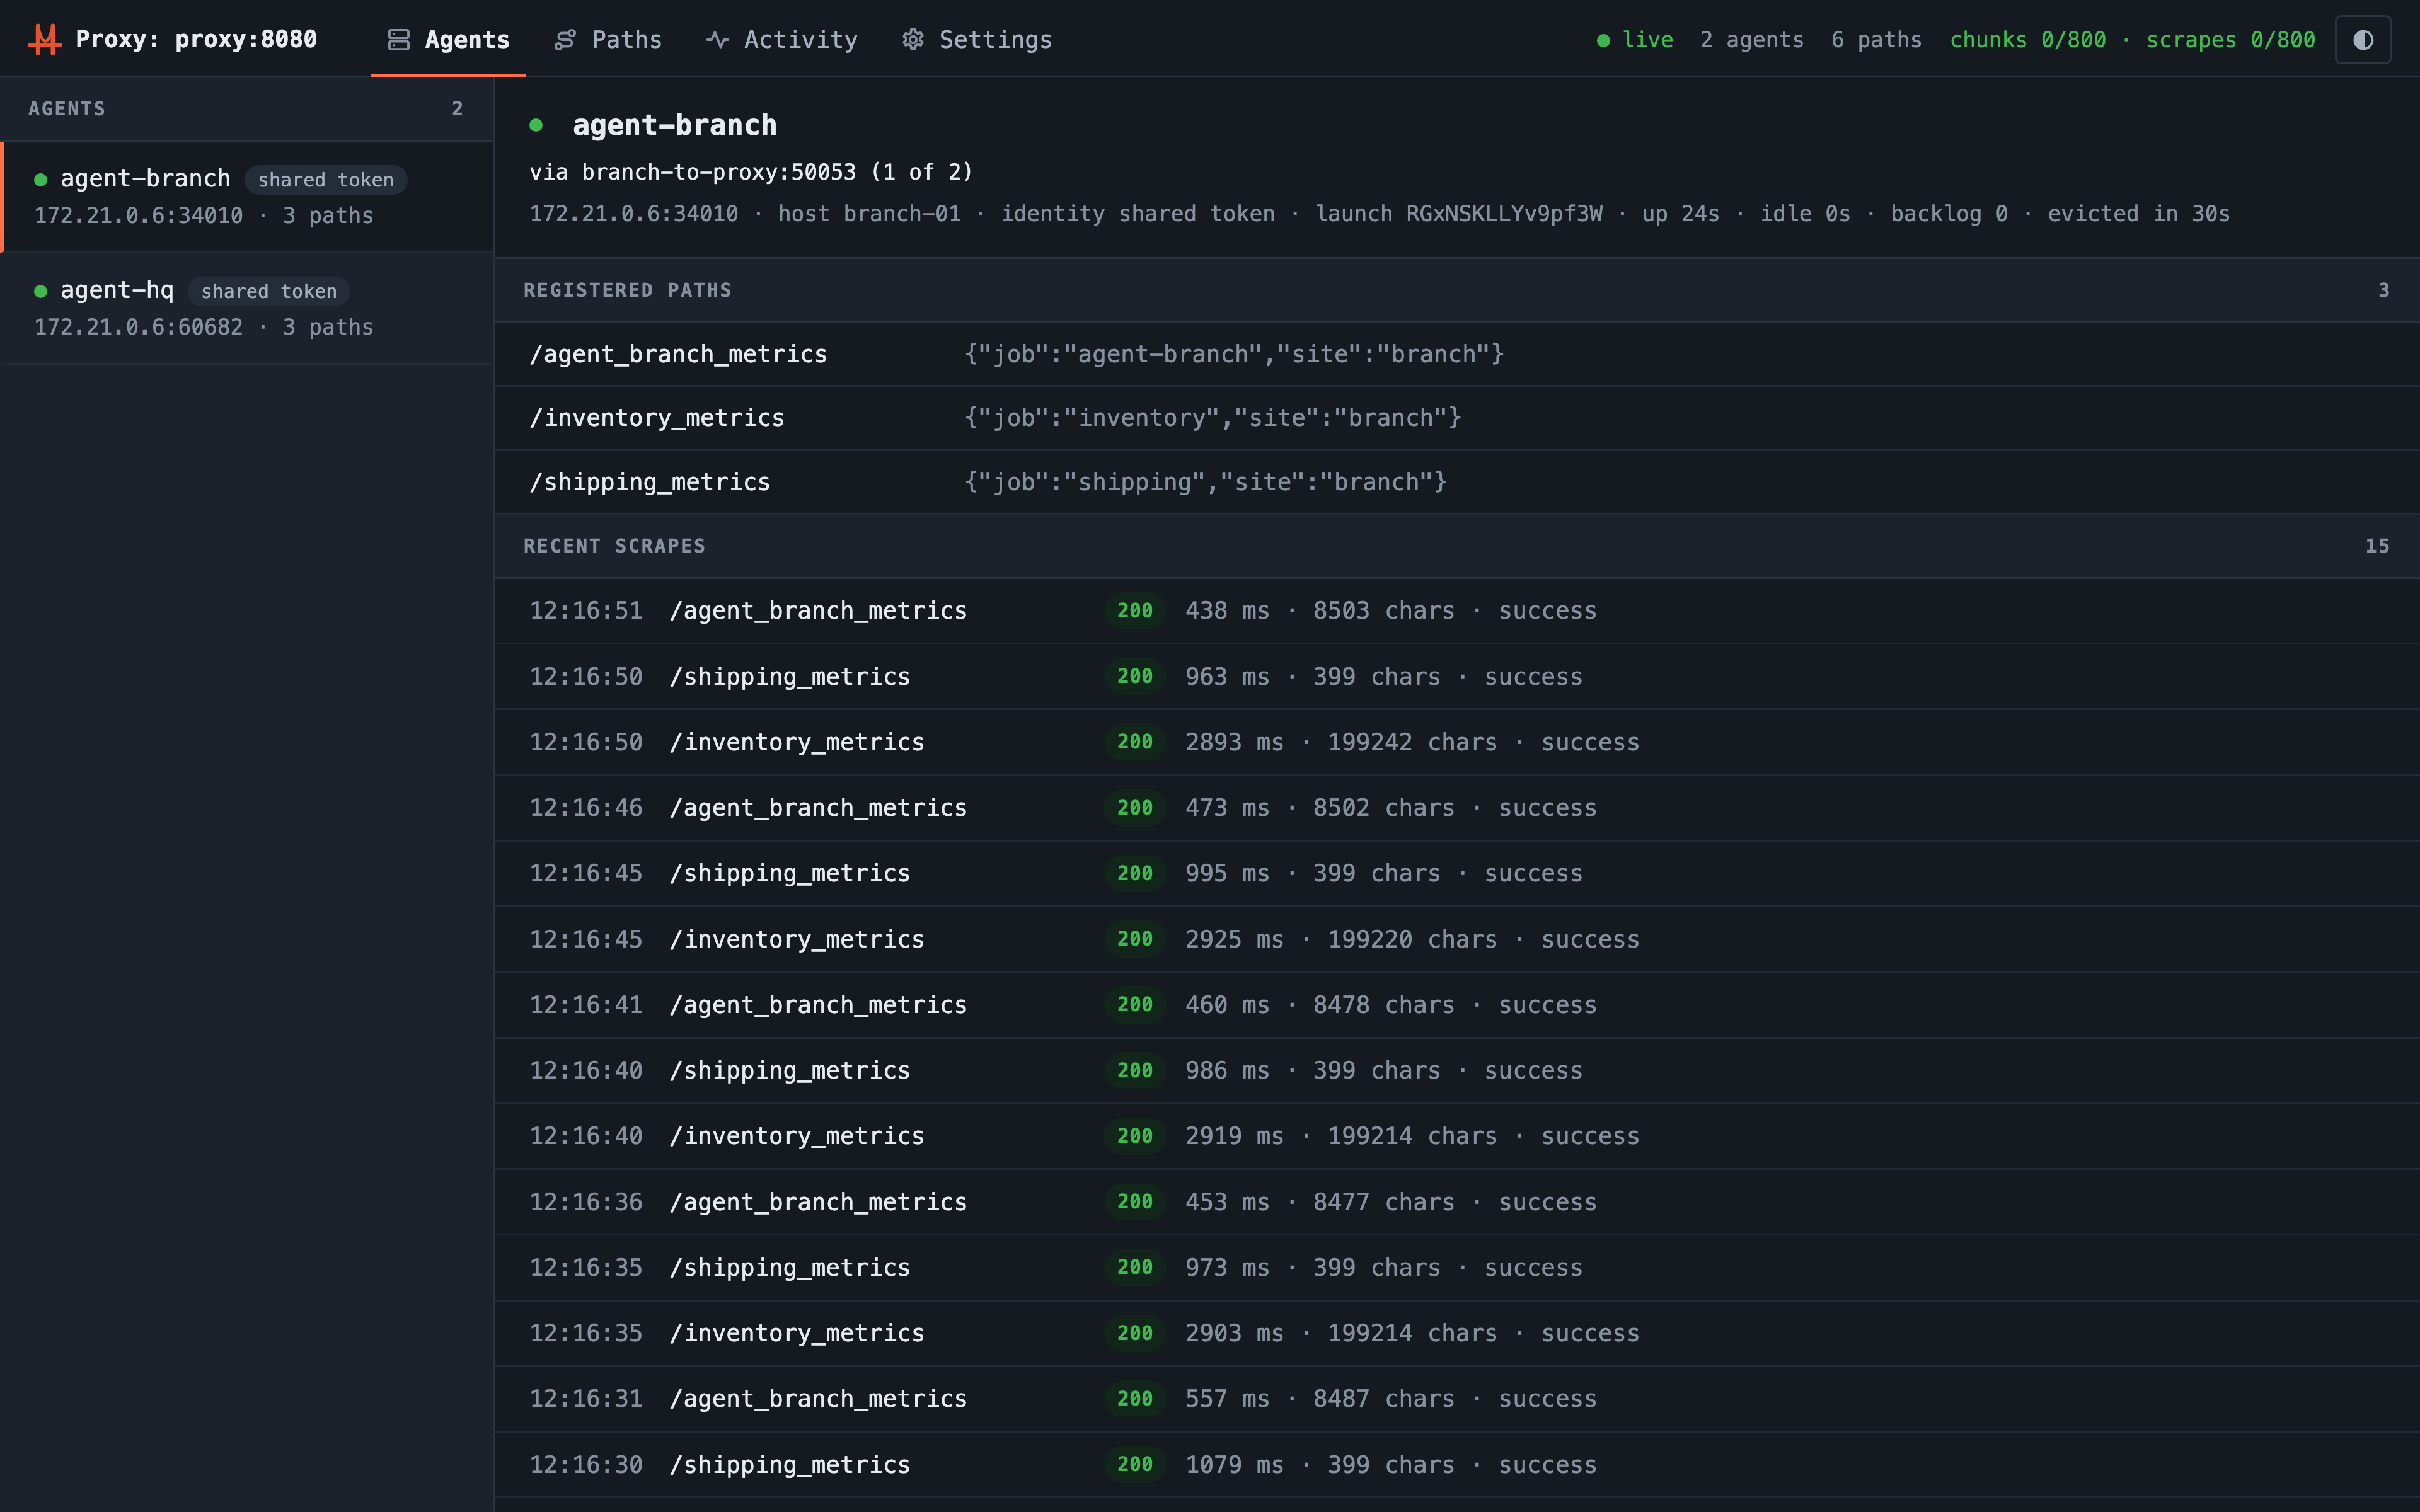 Proxy: proxy:8080 Agents Paths Activity Settings live 2 agents 6 paths chunks 0/800 · scrapes 0/800
AGENTS 2
agent-branch shared token
172.21.0.6:34010 · 3 paths
agent-hq shared token
172.21.0.6:60682 · 3 paths
agent-branch
via branch-to-proxy:50053 (1 of 2)
172.21.0.6:34010 · host branch-01 · identity shared token · launch RGxNSKLLYv9pf3W · up 24s · idle 0s · backlog 0 · evicted in 30s
REGISTERED PATHS 3
/agent_branch_metrics {"job":"agent-branch","site":"branch"}
/inventory_metrics {"job":"inventory","site":"branch"}
/shipping_metrics {"job":"shipping","site":"branch"}
RECENT SCRAPES 15
12:16:51 /agent_branch_metrics 200 438 ms · 8503 chars · success
12:16:50 /shipping_metrics 200 963 ms · 399 chars · success
12:16:50 /inventory_metrics 200 2893 ms · 199242 chars · success
12:16:46 /agent_branch_metrics 200 473 ms · 8502 chars · success
12:16:45 /shipping_metrics 200 995 ms · 399 chars · success
12:16:45 /inventory_metrics 200 2925 ms · 199220 chars · success
12:16:41 /agent_branch_metrics 200 460 ms · 8478 chars · success
12:16:40 /shipping_metrics 200 986 ms · 399 chars · success
12:16:40 /inventory_metrics 200 2919 ms · 199214 chars · success
12:16:36 /agent_branch_metrics 200 453 ms · 8477 chars · success
12:16:35 /shipping_metrics 200 973 ms · 399 chars · success
12:16:35 /inventory_metrics 200 2903 ms · 199214 chars · success
12:16:31 /agent_branch_metrics 200 557 ms · 8487 chars · success
12:16:30 /shipping_metrics 200 1079 ms · 399 chars · success